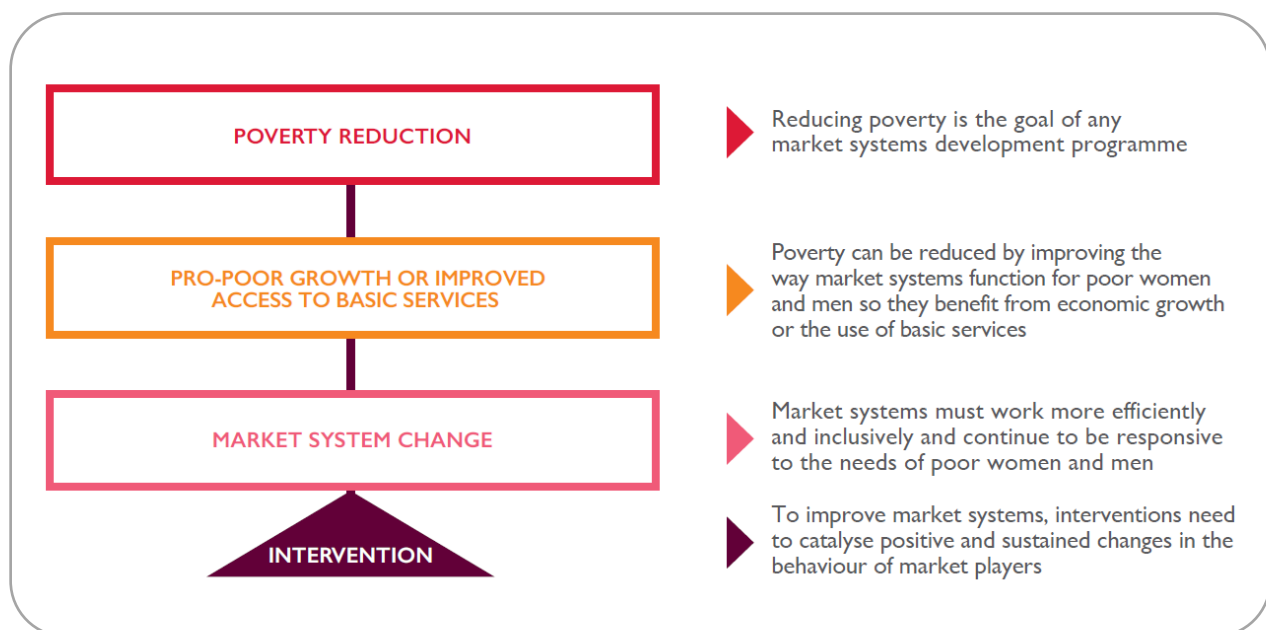 POVERTY REDUCTION
Reducing poverty is the goal of any
market systems development programme
PRO-POOR GROWTH OR IMPROVED
ACCESS TO BASIC SERVICES
Poverty can be reduced by improving the
way market systems function for poor women
and men so they benefit from economic growth
or the use of basic services
MARKET SYSTEM CHANGE
Market systems must work more efficiently
and inclusively and continue to be responsive
to the needs of poor women and men
INTERVENTION
To improve market systems, interventions need
to catalyse positive and sustained changes in the
behaviour of market players